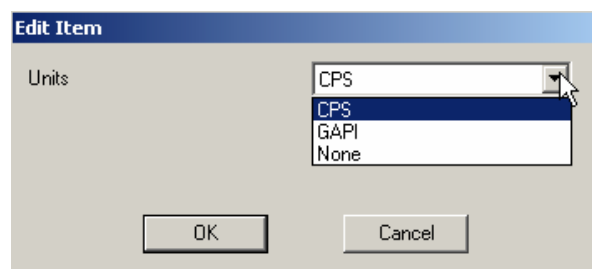 Edit Item
Units CPS
CPS
GAPI
None
OK Cancel